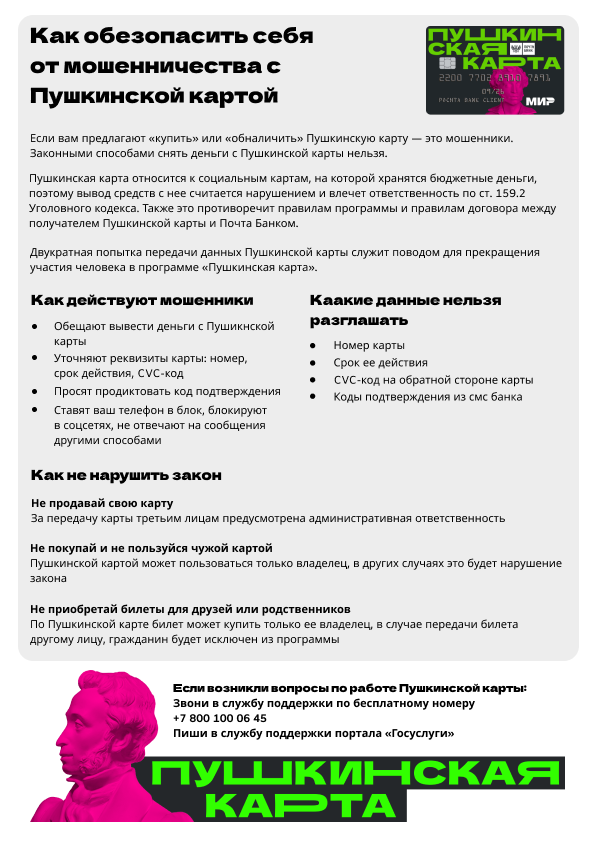 Как обезопасить себя
от мошенничества с
Пушкинской картой
ПУШКИН
СКАЯ
КАРТА
2200 7702 3910 7891
09/26
POCHTA BANK CLIENT
МИР
Если вам предлагают «купить» или «обналичить» Пушкинскую карту — это мошенники.
Законными способами снять деньги с Пушкинской карты нельзя.
Пушкинская карта относится к социальным картам, на которой хранятся бюджетные деньги,
поэтому вывод средств с нее считается нарушением и влечет ответственность по ст. 159.2
Уголовного кодекса. Также это противоречит правилам программы и правилам договора между
получателем Пушкинской карты и Почта Банком.
Двукратная попытка передачи данных Пушкинской карты служит поводом для прекращения
участия человека в программе «Пушкинская карта».
Как действуют мошенники
• Обещают вывести деньги с Пушикнской
карты
• Уточняют реквизиты карты: номер,
срок действия, CVC-код
• Просят продиктовать код подтверждения
• Ставят ваш телефон в блок, блокируют
в соцсетях, не отвечают на сообщения
другими способами
Каакие данные нельзя
разглашать
• Номер карты
• Срок ее действия
• CVC-код на обратной стороне карты
• Коды подтверждения из смс банка
Как не нарушить закон
Не продавай свою карту
За передачу карты третьим лицам предусмотрена административная ответственность
Не покупай и не пользуйся чужой картой
Пушкинской картой может пользоваться только владелец, в других случаях это будет нарушение
закона
Не приобретай билеты для друзей или родственников
По Пушкинской карте билет может купить только ее владелец, в случае передачи билета
другому лицу, гражданин будет исключен из программы
Если возникли вопросы по работе Пушкинской карты:
Звони в службу поддержки по бесплатному номеру
+7 800 100 06 45
Пиши в службу поддержки портала «Госуслуги»
ПУШКИНСКАЯ
КАРТА